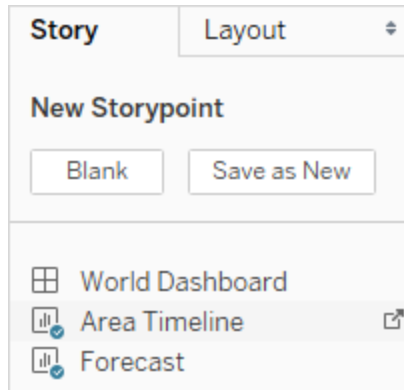 Story Layout
New Storypoint
Blank Save as New
World Dashboard
Area Timeline
Forecast